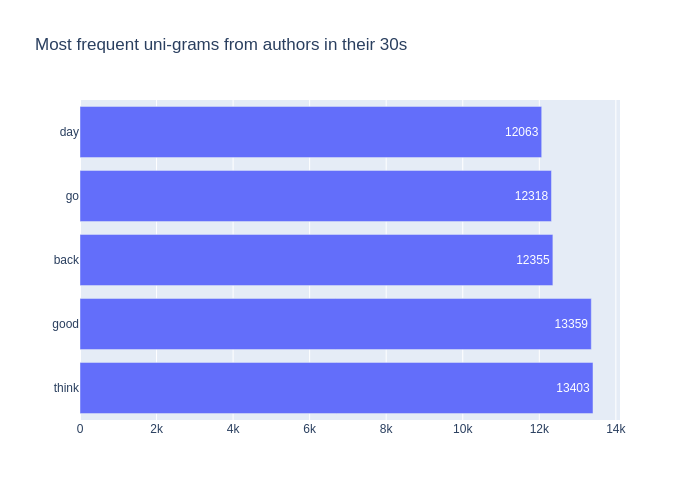 Most frequent uni-grams from authors in their 30s
day 12063
go 12318
back 12355
good 13359
think 13403
0 2k 4k 6k 8k 10k 12k 14k